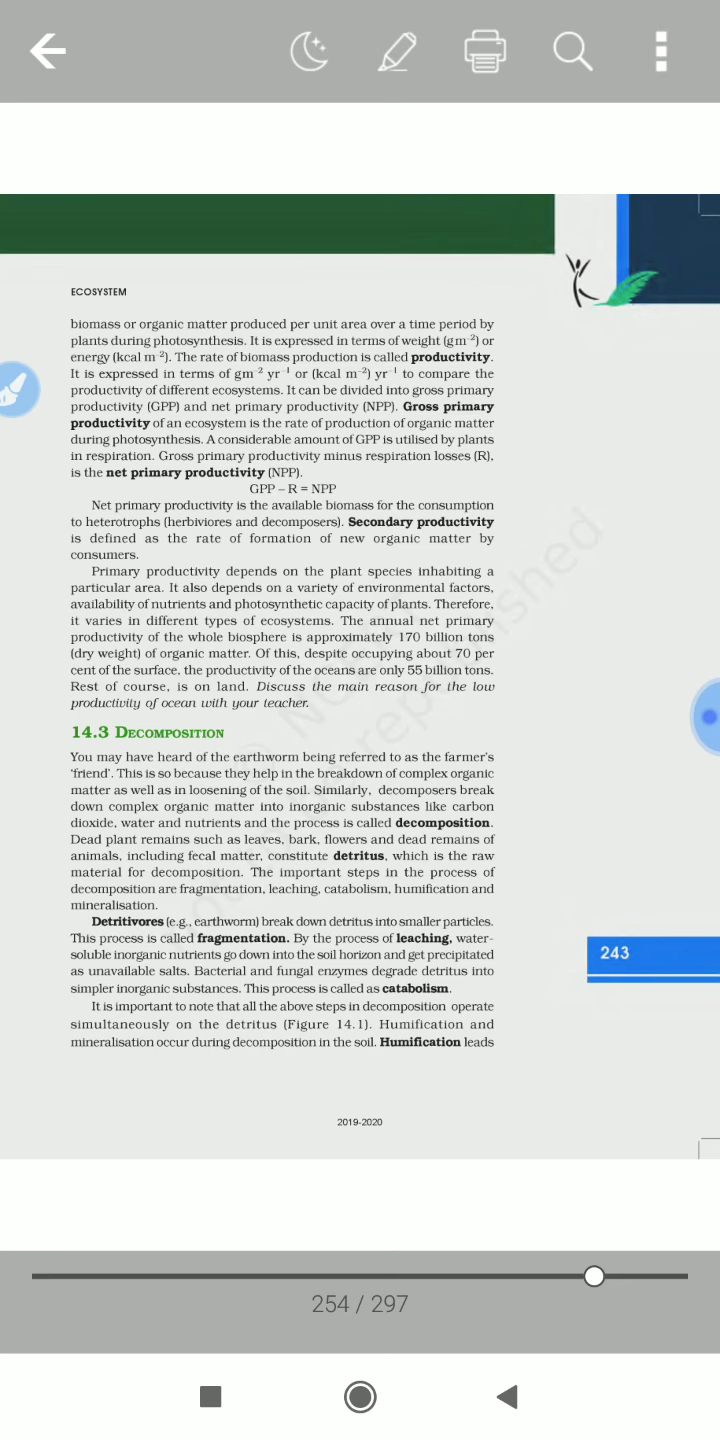 ECOSYSTEM
biomass or organic matter produced per unit area over a time period by
plants during photosynthesis. It is expressed in terms of weight (gm⁻²) or
energy (kcal m⁻²). The rate of biomass production is called productivity.
It is expressed in terms of gm⁻² yr⁻¹ or (kcal m⁻²) yr⁻¹ to compare the
productivity of different ecosystems. It can be divided into gross primary
productivity (GPP) and net primary productivity (NPP). Gross primary
productivity of an ecosystem is the rate of production of organic matter
during photosynthesis. A considerable amount of GPP is utilised by plants
in respiration. Gross primary productivity minus respiration losses (R),
is the net primary productivity (NPP).
GPP – R = NPP
Net primary productivity is the available biomass for the consumption
to heterotrophs (herbiviores and decomposers). Secondary productivity
is defined as the rate of formation of new organic matter by
consumers.
Primary productivity depends on the plant species inhabiting a
particular area. It also depends on a variety of environmental factors,
availability of nutrients and photosynthetic capacity of plants. Therefore,
it varies in different types of ecosystems. The annual net primary
productivity of the whole biosphere is approximately 170 billion tons
(dry weight) of organic matter. Of this, despite occupying about 70 per
cent of the surface, the productivity of the oceans are only 55 billion tons.
Rest of course, is on land. Discuss the main reason for the low
productivity of ocean with your teacher.
14.3 DECOMPOSITION
You may have heard of the earthworm being referred to as the farmer's
'friend'. This is so because they help in the breakdown of complex organic
matter as well as in loosening of the soil. Similarly, decomposers break
down complex organic matter into inorganic substances like carbon
dioxide, water and nutrients and the process is called decomposition.
Dead plant remains such as leaves, bark, flowers and dead remains of
animals, including fecal matter, constitute detritus, which is the raw
material for decomposition. The important steps in the process of
decomposition are fragmentation, leaching, catabolism, humification and
mineralisation.
Detritivores (e.g., earthworm) break down detritus into smaller particles.
This process is called fragmentation. By the process of leaching, water-
soluble inorganic nutrients go down into the soil horizon and get precipitated
as unavailable salts. Bacterial and fungal enzymes degrade detritus into
simpler inorganic substances. This process is called as catabolism.
It is important to note that all the above steps in decomposition operate
simultaneously on the detritus (Figure 14.1). Humification and
mineralisation occur during decomposition in the soil. Humification leads
243
2019-2020
254 / 297